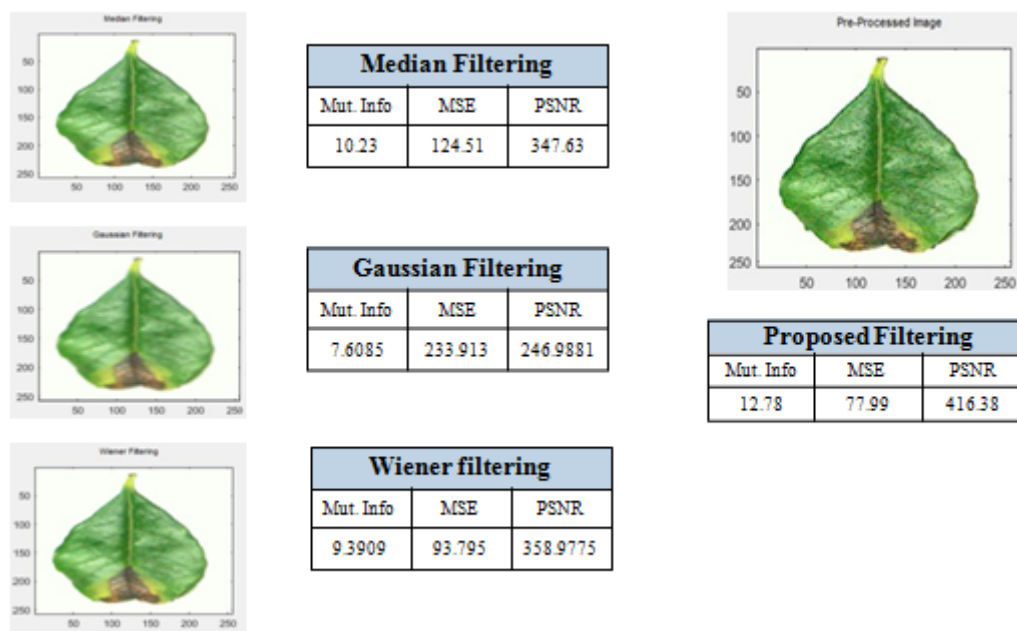 Median Filtering
50
100
150
200
250
50 100 150 200 250
Median Filtering
Mut. Info MSE PSNR
10.23 124.51 347.63
Gaussian Filtering
50
100
150
200
250
50 100 150 200 250
Gaussian Filtering
Mut. Info MSE PSNR
7.6085 233.913 246.9881
Wiener Filtering
50
100
150
200
250
50 100 150 200 250
Wiener filtering
Mut. Info MSE PSNR
9.3909 93.795 358.9775
Pre-Processed Image
50
100
150
200
250
50 100 150 200 250
Proposed Filtering
Mut. Info MSE PSNR
12.78 77.99 416.38